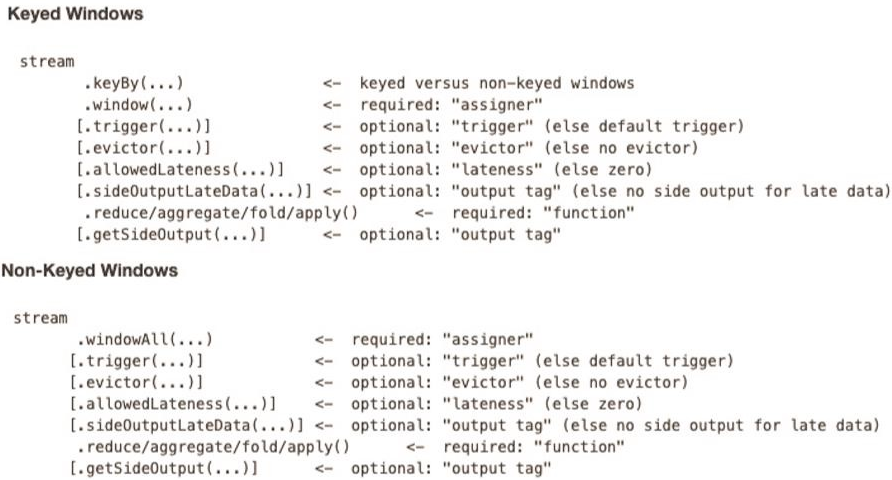 Keyed Windows
stream
.keyBy(...) <- keyed versus non-keyed windows
.window(...) <- required: "assigner"
[.trigger(...)] <- optional: "trigger" (else default trigger)
[.evictor(...)] <- optional: "evictor" (else no evictor)
[.allowedLateness(...)] <- optional: "lateness" (else zero)
[.sideOutputLateData(...)] <- optional: "output tag" (else no side output for late data)
.reduce/aggregate/fold/apply() <- required: "function"
[.getSideOutput(...)] <- optional: "output tag"
Non-Keyed Windows
stream
.windowAll(...) <- required: "assigner"
[.trigger(...)] <- optional: "trigger" (else default trigger)
[.evictor(...)] <- optional: "evictor" (else no evictor)
[.allowedLateness(...)] <- optional: "lateness" (else zero)
[.sideOutputLateData(...)] <- optional: "output tag" (else no side output for late data)
.reduce/aggregate/fold/apply() <- required: "function"
[.getSideOutput(...)] <- optional: "output tag"